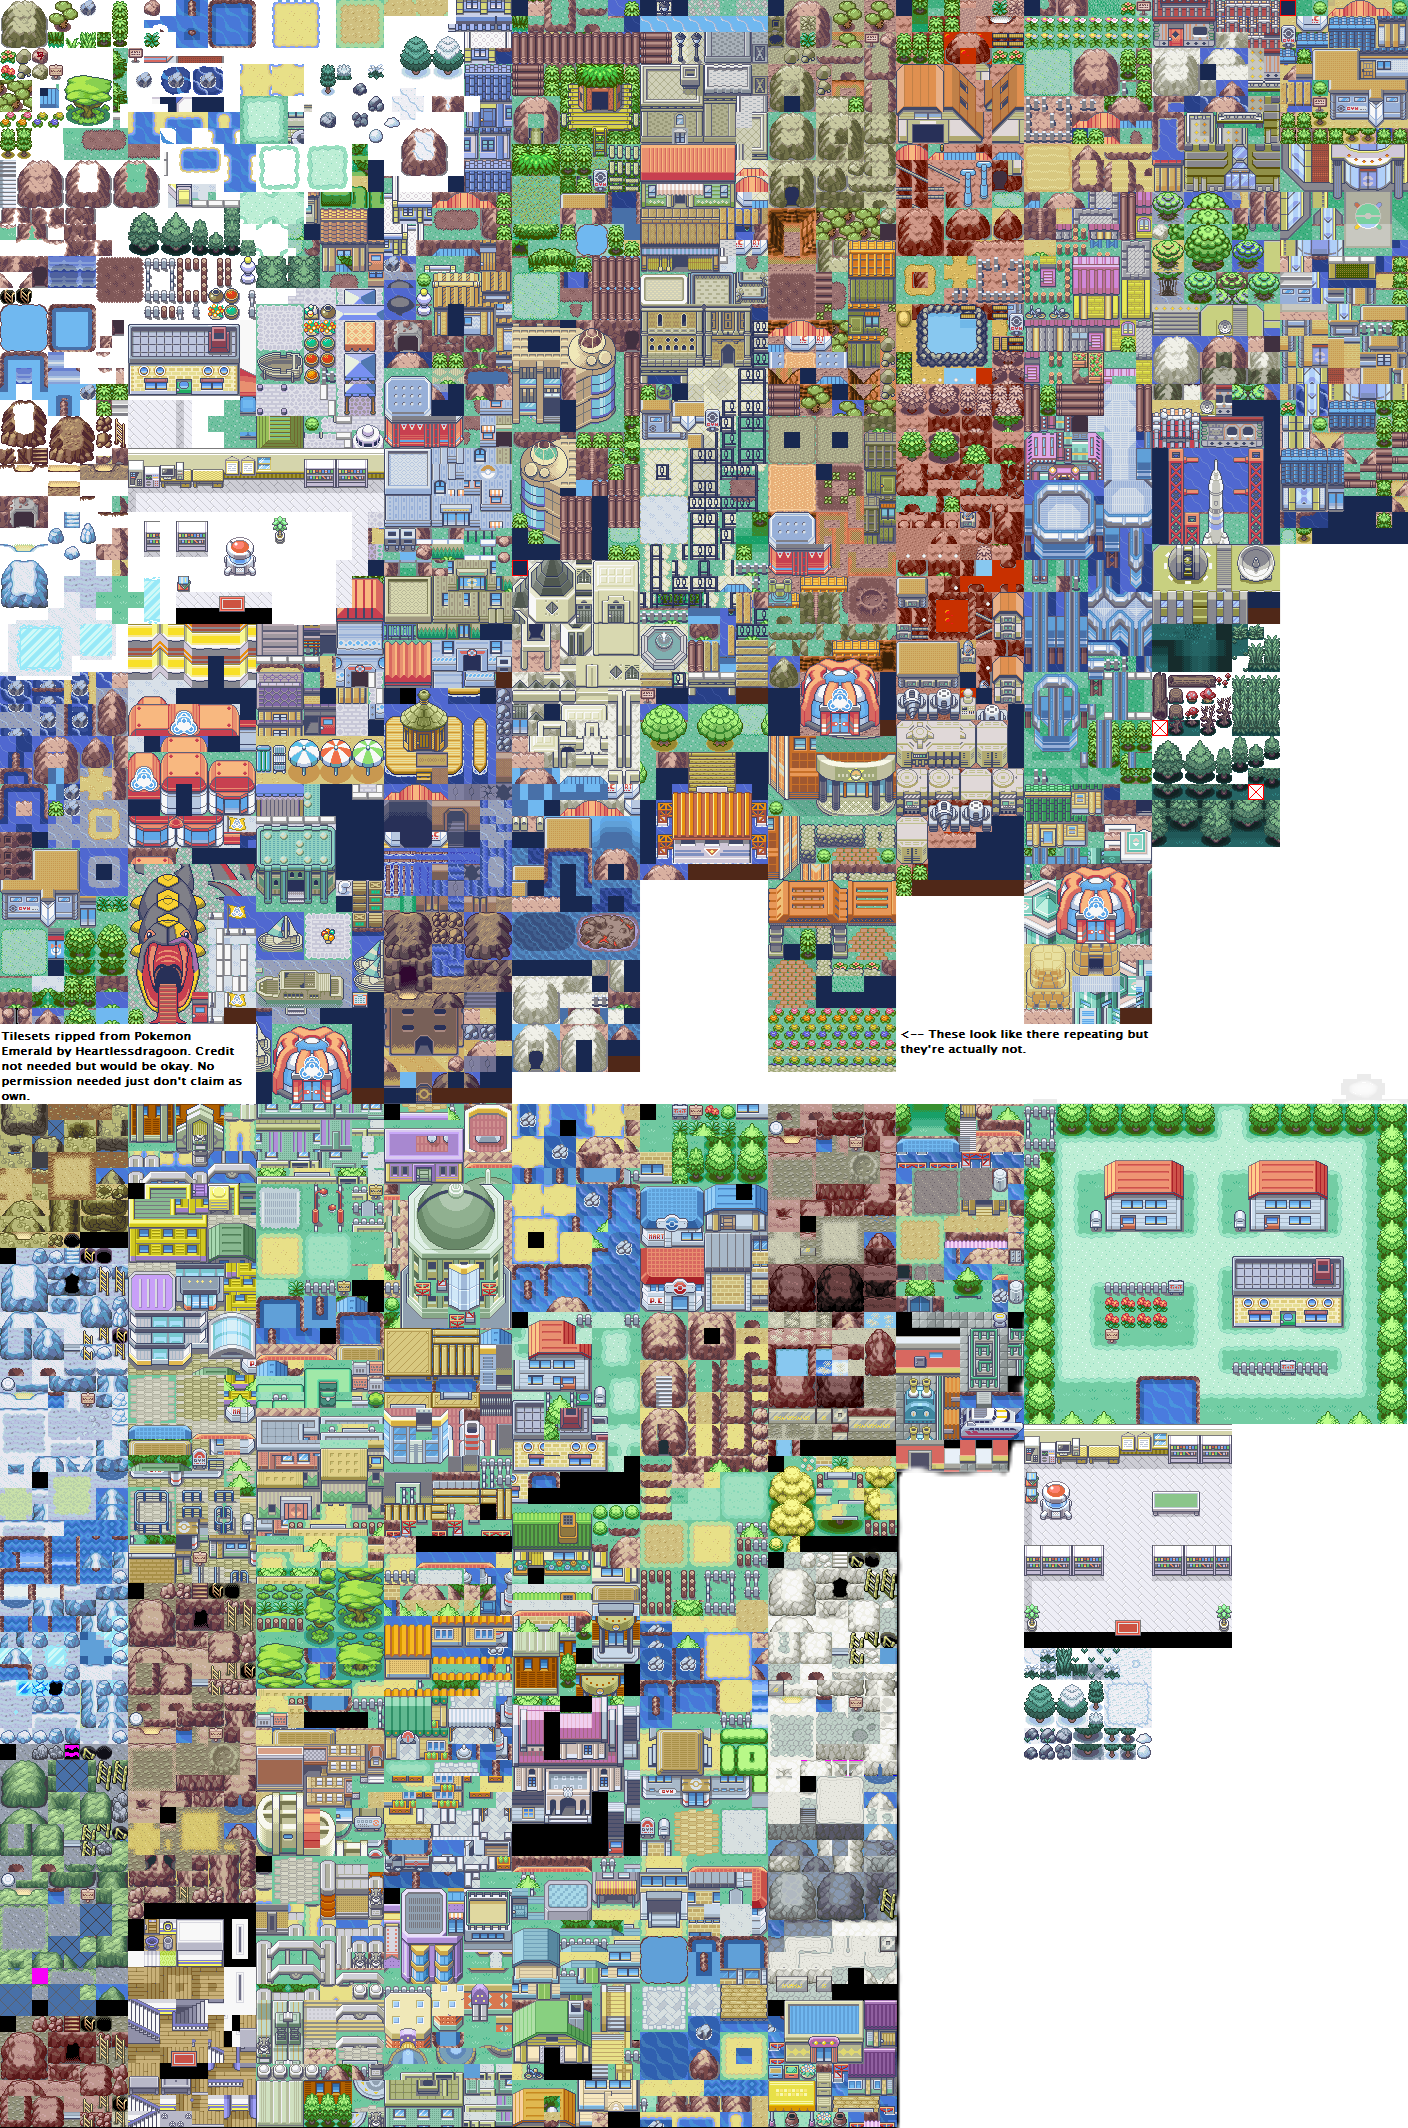 Tilesets ripped from Pokemon
Emerald by Heartlessdragoon. Credit
not needed but would be okay. No
permission needed just don't claim as
own.
<-- These look like there repeating but
they're actually not.
MART
P.C